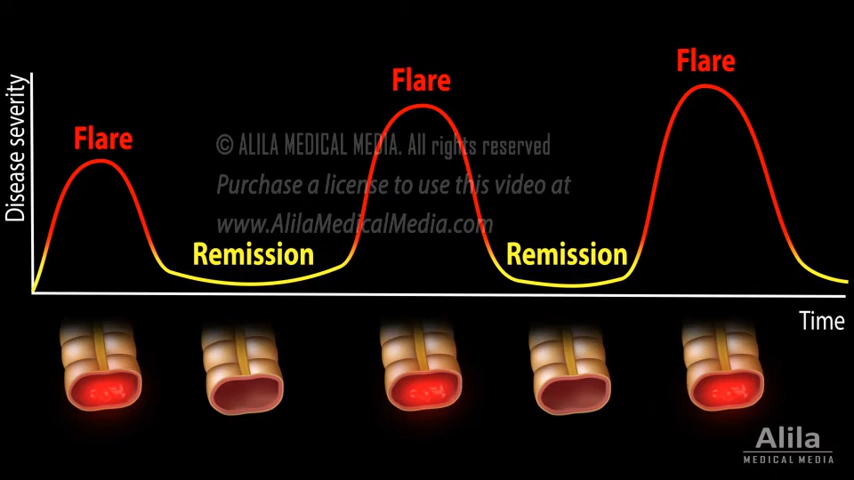 Flare
Flare
Flare
Disease severity
© ALILA MEDICAL MEDIA. All rights reserved
Purchase a license to use this video at
www.AlilaMedicalMedia.com
Remission
Remission
Time
Alila
MEDICAL MEDIA